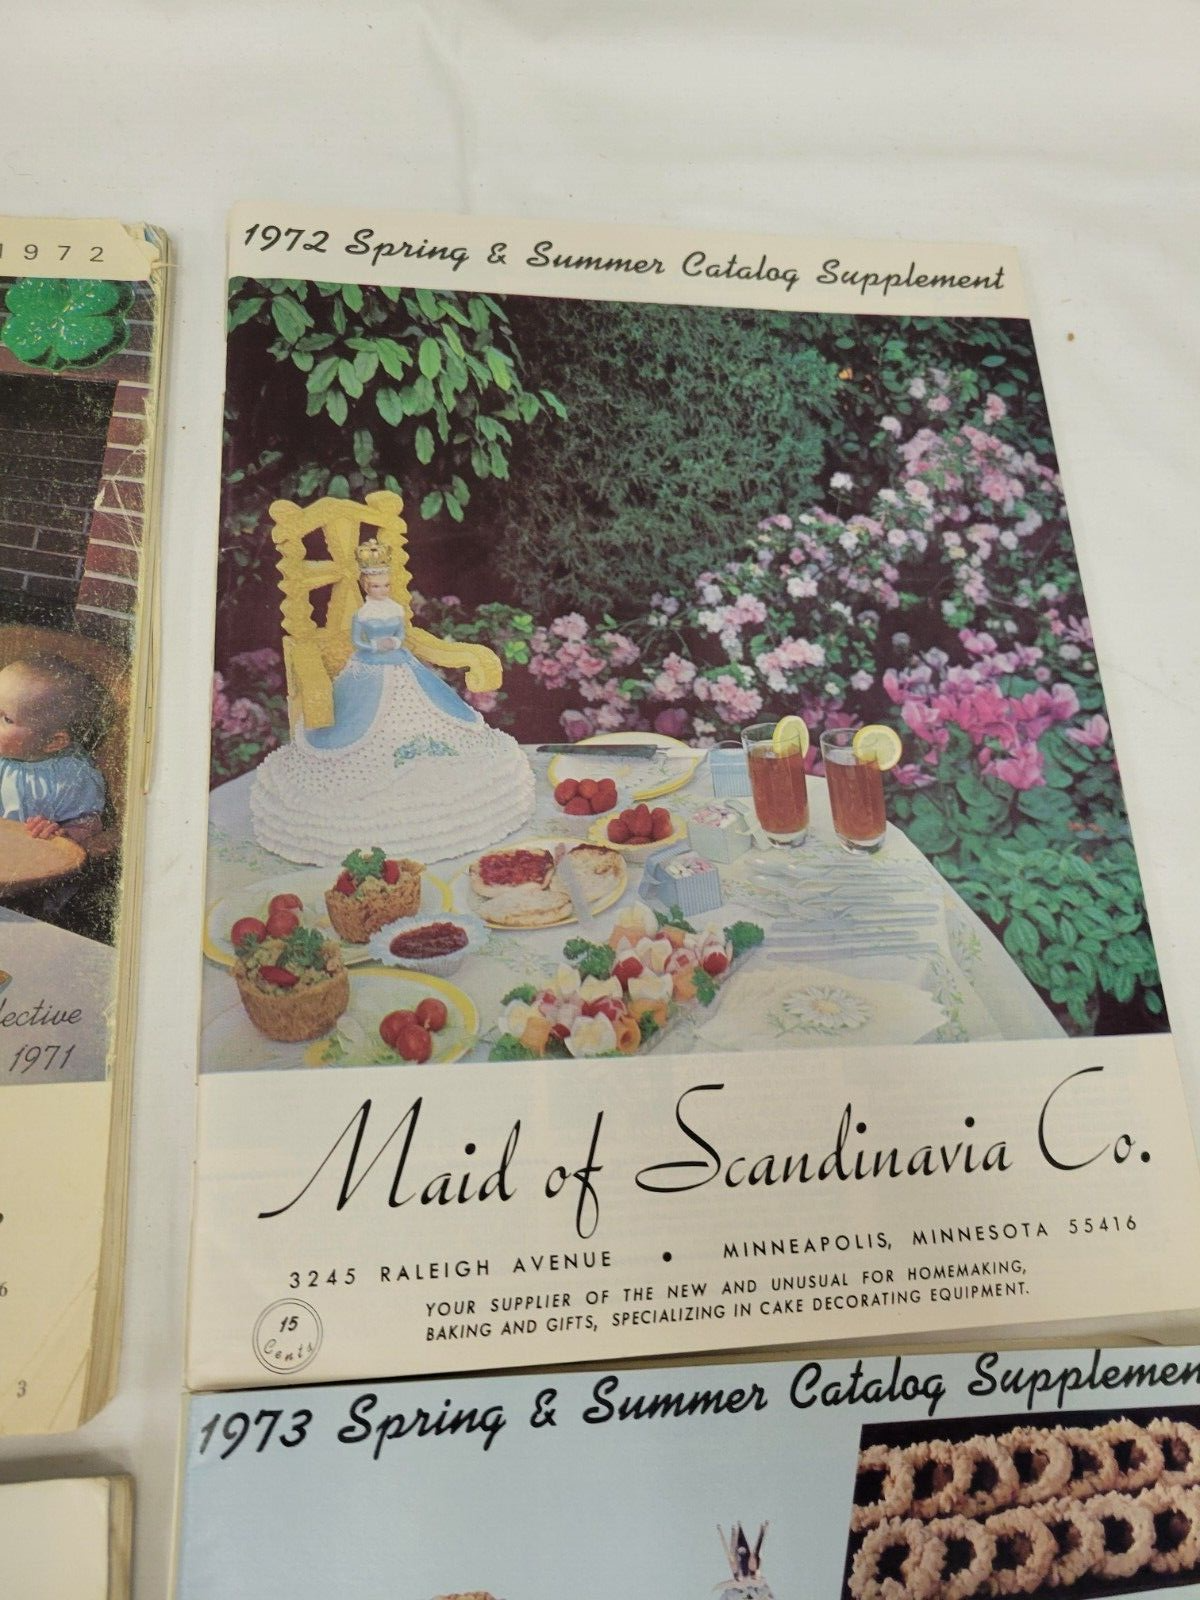 1972
1972 Spring & Summer Catalog Supplement
1971
Maid of Scandinavia Co.
3245 RALEIGH AVENUE • MINNEAPOLIS, MINNESOTA 55416
YOUR SUPPLIER OF THE NEW AND UNUSUAL FOR HOMEMAKING,
BAKING AND GIFTS, SPECIALIZING IN CAKE DECORATING EQUIPMENT.
15
Cents
3
1973 Spring & Summer Catalog Supplemen